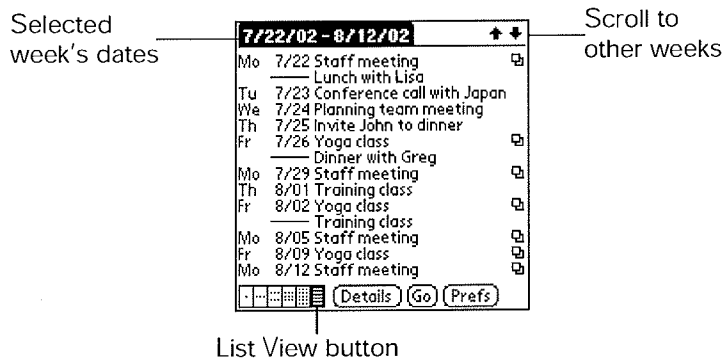 Selected
week's dates
Scroll to
other weeks
7/22/02 - 8/12/02
Mo 7/22 Staff meeting
Lunch with Lisa
Tu 7/23 Conference call with Japan
We 7/24 Planning team meeting
Th 7/25 Invite John to dinner
Fr 7/26 Yoga class
Dinner with Greg
Mo 7/29 Staff meeting
Th 8/01 Training class
Fr 8/02 Yoga class
Training class
Mo 8/05 Staff meeting
Fr 8/09 Yoga class
Mo 8/12 Staff meeting
Details Go Prefs
List View button